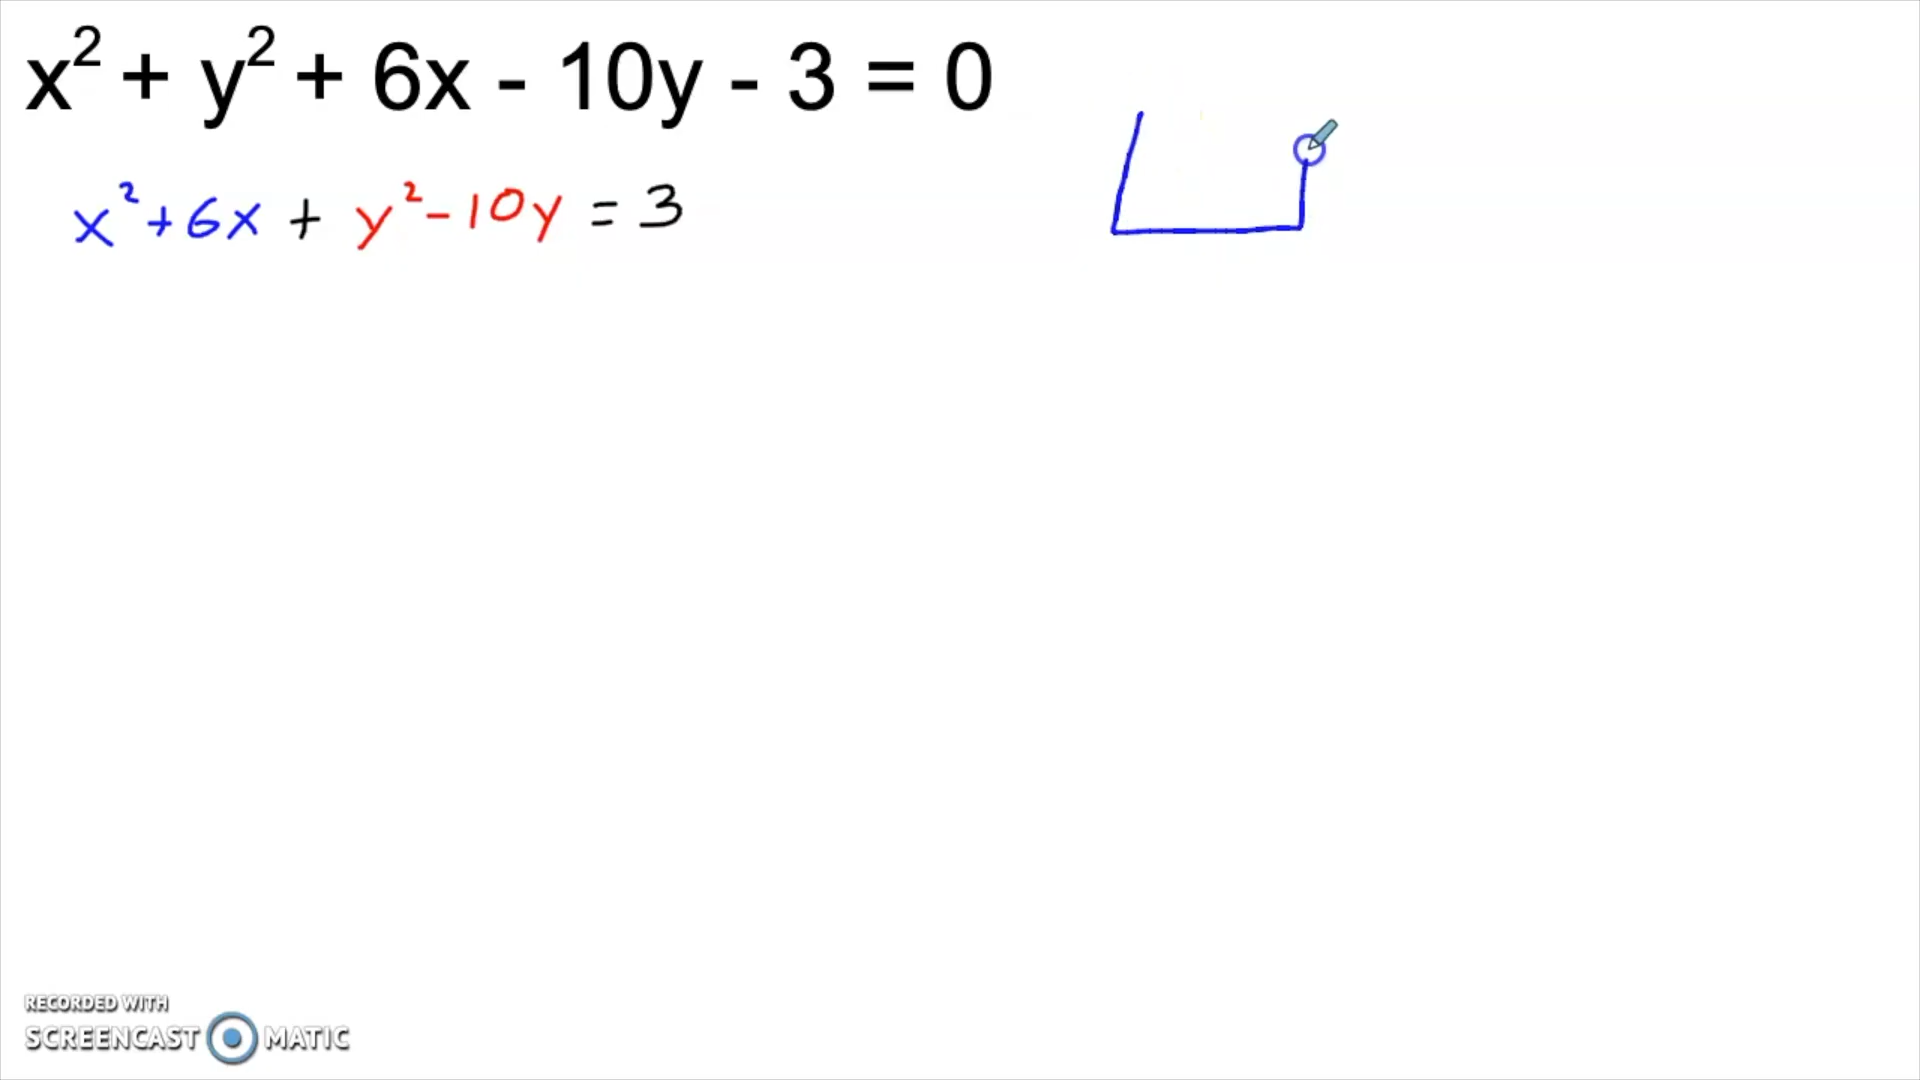 x² + y² + 6x - 10y - 3 = 0
x² + 6x + y² - 10y = 3
RECORDED WITH
SCREENCAST MATIC